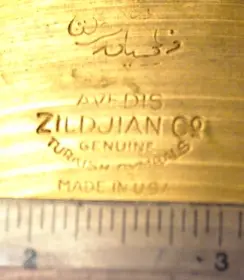 AVEDIS
ZILDJIAN CO
GENUINE
TURKISH CYMBALS
MADE IN U.S.A.
2 3